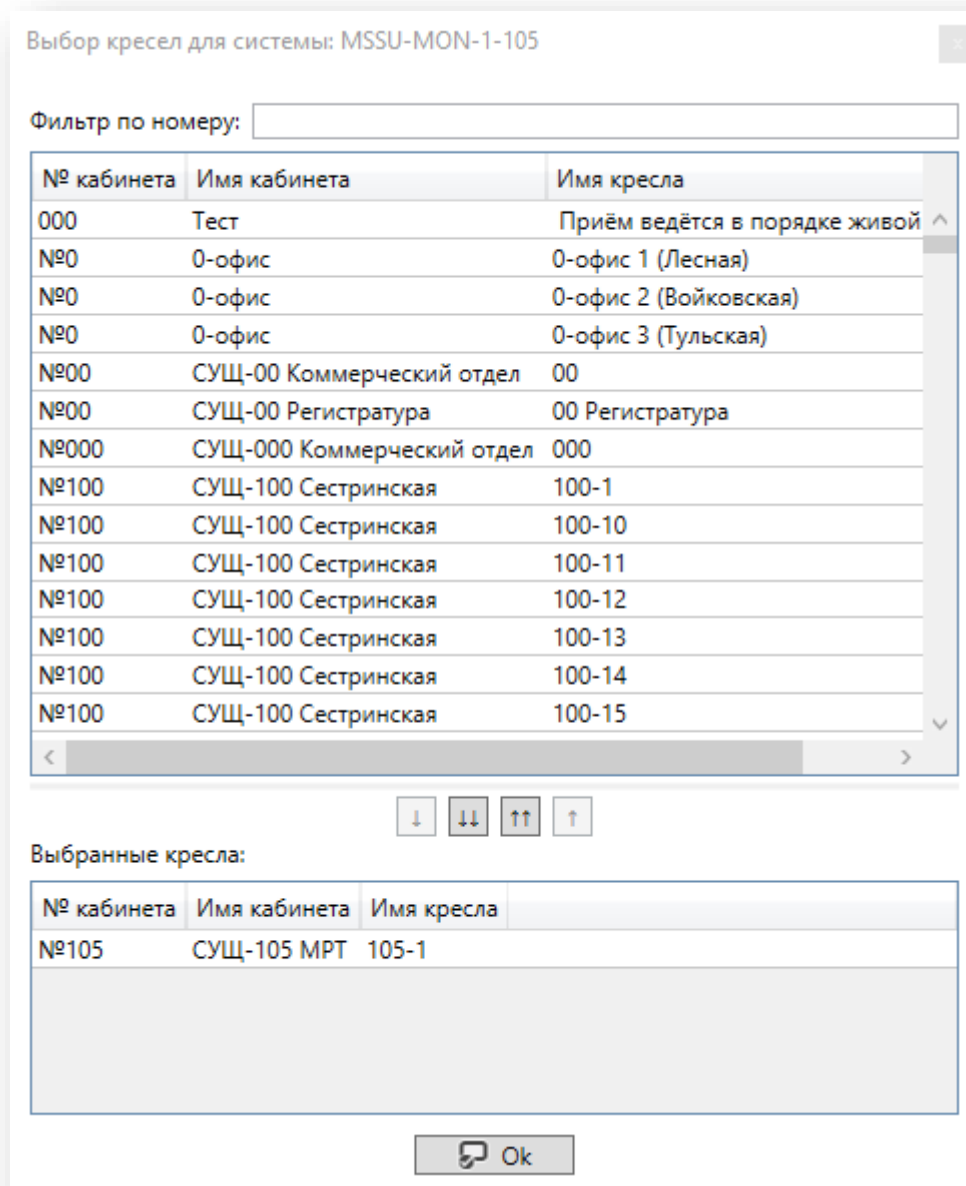 Выбор кресел для системы: MSSU-MON-1-105
Фильтр по номеру:
№ кабинета Имя кабинета Имя кресла
000 Тест Приём ведётся в порядке живой
№0 0-офис 0-офис 1 (Лесная)
№0 0-офис 0-офис 2 (Войковская)
№0 0-офис 0-офис 3 (Тульская)
№00 СУЩ-00 Коммерческий отдел 00
№00 СУЩ-00 Регистратура 00 Регистратура
№000 СУЩ-000 Коммерческий отдел 000
№100 СУЩ-100 Сестринская 100-1
№100 СУЩ-100 Сестринская 100-10
№100 СУЩ-100 Сестринская 100-11
№100 СУЩ-100 Сестринская 100-12
№100 СУЩ-100 Сестринская 100-13
№100 СУЩ-100 Сестринская 100-14
№100 СУЩ-100 Сестринская 100-15
↓ ↓↓ ↑↑ ↑
Выбранные кресла:
№ кабинета Имя кабинета Имя кресла
№105 СУЩ-105 МРТ 105-1
Ok